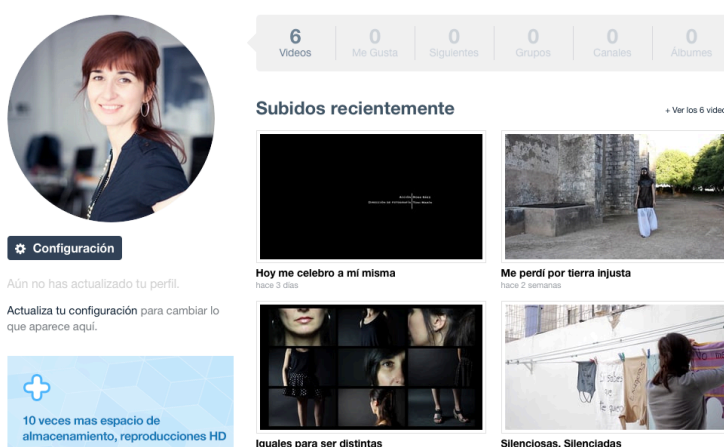 6
Videos
0
Me Gusta
0
Siguientes
0
Grupos
0
Canales
0
Álbumes
Subidos recientemente
+ Ver los 6 video
Hoy me celebro a mí misma
hace 3 días
Me perdí por tierra injusta
hace 2 semanas
Iguales para ser distintas
Silenciosas, Silenciadas
Configuración
Aún no has actualizado tu perfil.
Actualiza tu configuración para cambiar lo
que aparece aquí.
10 veces mas espacio de
almacenamiento, reproducciones HD